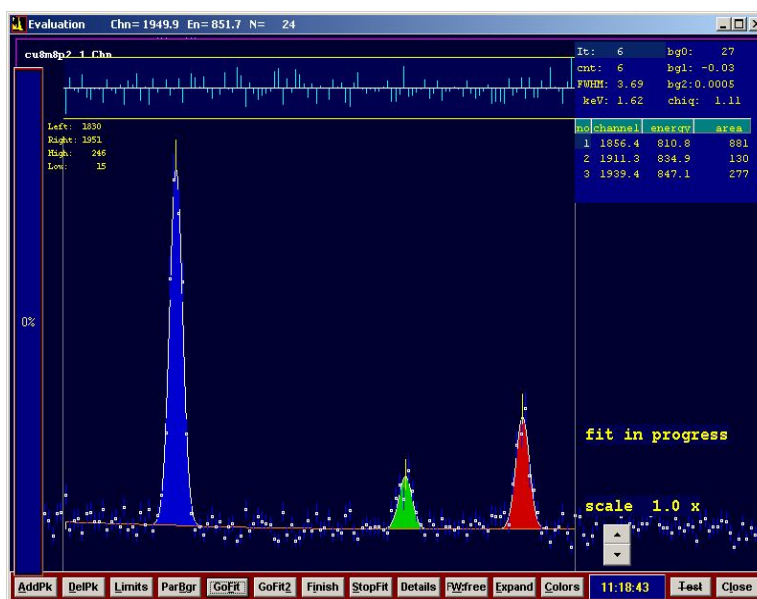 Evaluation Chn= 1949.9 En= 851.7 N= 24
cu8m8p2_1.Chn
It: 6 bg0: 27
cnt: 6 bg1: -0.03
FWHM: 3.69 bg2:0.0005
keV: 1.62 chiq: 1.11
no channel energy area
1 1856.4 810.8 881
2 1911.3 834.9 130
3 1939.4 847.1 277
Left: 1830
Right: 1951
High: 246
Low: 15
0%
fit in progress
scale 1.0 x
AddPk DelPk Limits ParBgr GoFit GoFit2 Finish StopFit Details FW:free Expand Colors 11:18:43 Test Close